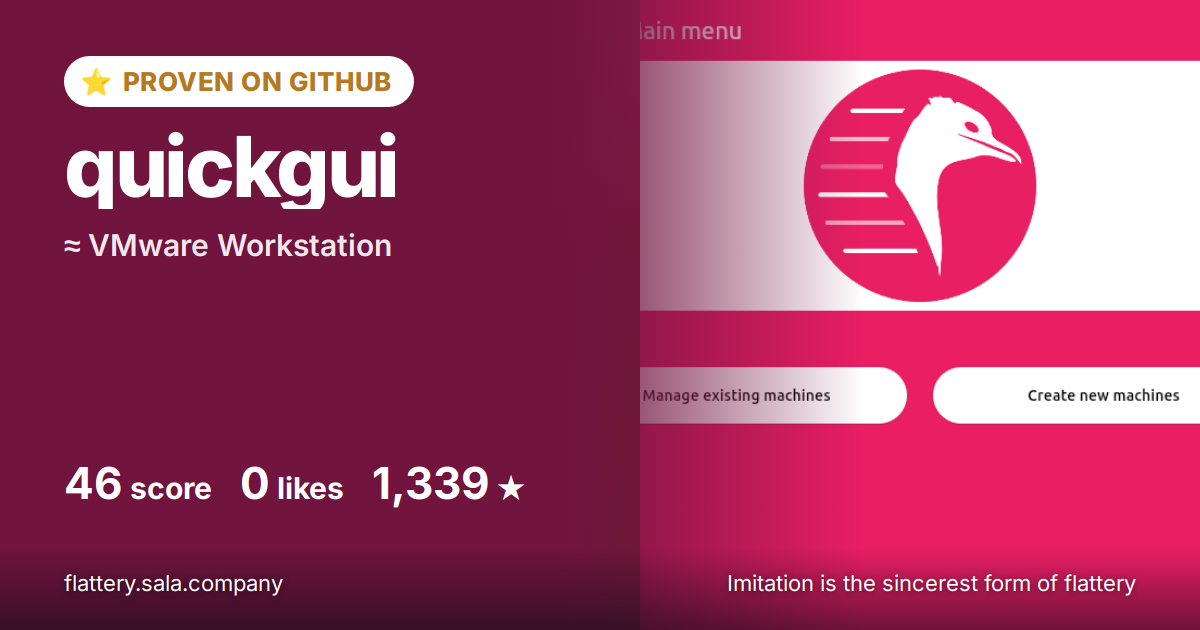 ⭐ PROVEN ON GITHUB
quickgui
≈ VMware Workstation
46 score 0 likes 1,339 ★
flattery.sala.company
ain menu
Manage existing machines
Create new machines
Imitation is the sincerest form of flattery